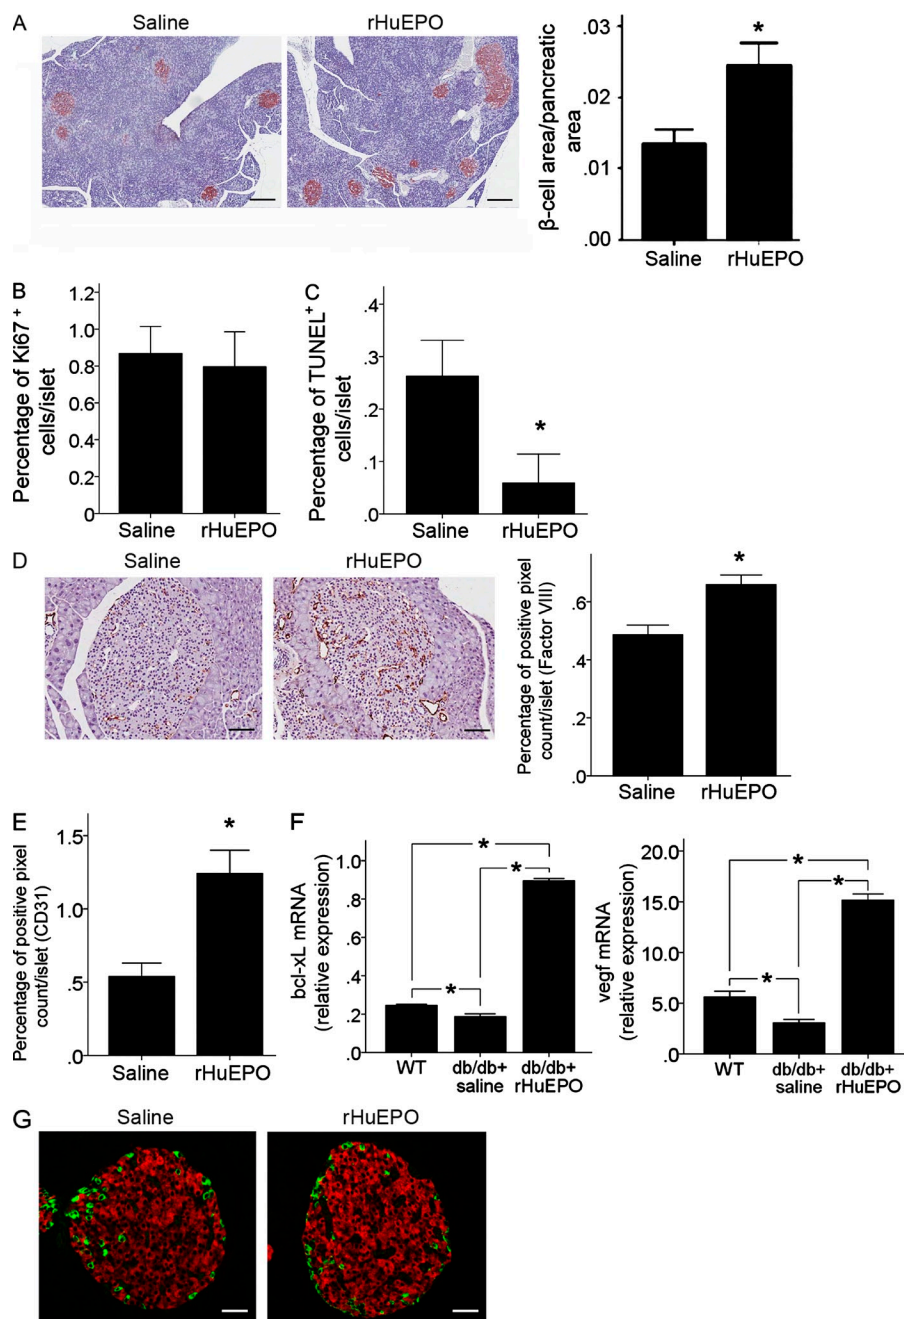 A
Saline
rHuEPO
β-cell area/pancreatic
area
.03
.02
.01
.00
*
Saline
rHuEPO
B
Percentage of Ki67+
cells/islet
1.2
1.0
0.8
0.6
0.4
0.2
0
Saline
rHuEPO
C
Percentage of TUNEL+
cells/islet
.4
.3
.2
.1
.0
*
Saline
rHuEPO
D
Saline
rHuEPO
Percentage of positive pixel
count/islet (Factor VIII)
.6
.4
.2
.0
*
Saline
rHuEPO
E
Percentage of positive pixel
count/islet (CD31)
1.5
1.0
.5
.0
*
Saline
rHuEPO
F
bcl-xL mRNA
(relative expression)
1.0
.8
.6
.4
.2
.0
*
*
*
WT
db/db+
saline
db/db+
rHuEPO
vegf mRNA
(relative expression)
20.0
15.0
10.0
5.0
.0
*
*
*
WT
db/db+
saline
db/db+
rHuEPO
G
Saline
rHuEPO